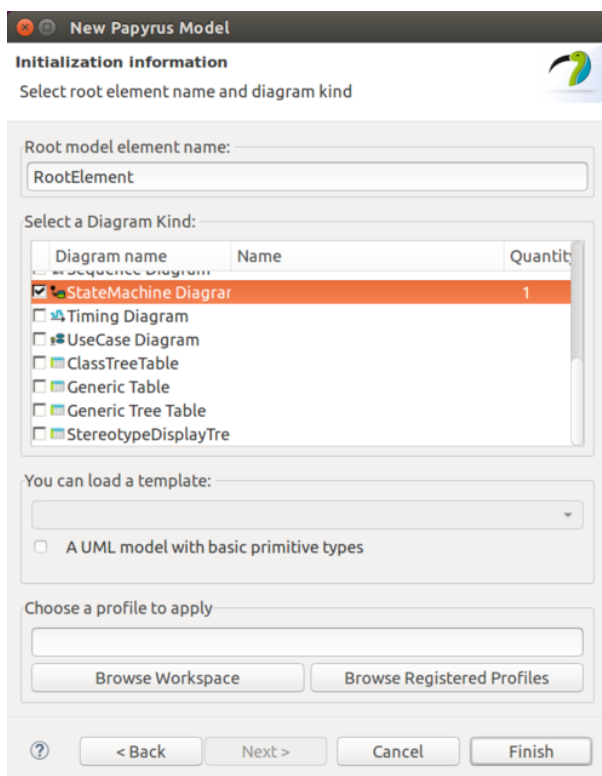 New Papyrus Model
Initialization information
Select root element name and diagram kind
Root model element name:
RootElement
Select a Diagram Kind:
Diagram name Name Quantit
Sequence Diagram
StateMachine Diagrar 1
Timing Diagram
UseCase Diagram
ClassTreeTable
Generic Table
Generic Tree Table
StereotypeDisplayTre
You can load a template:
A UML model with basic primitive types
Choose a profile to apply
Browse Workspace Browse Registered Profiles
? < Back Next > Cancel Finish